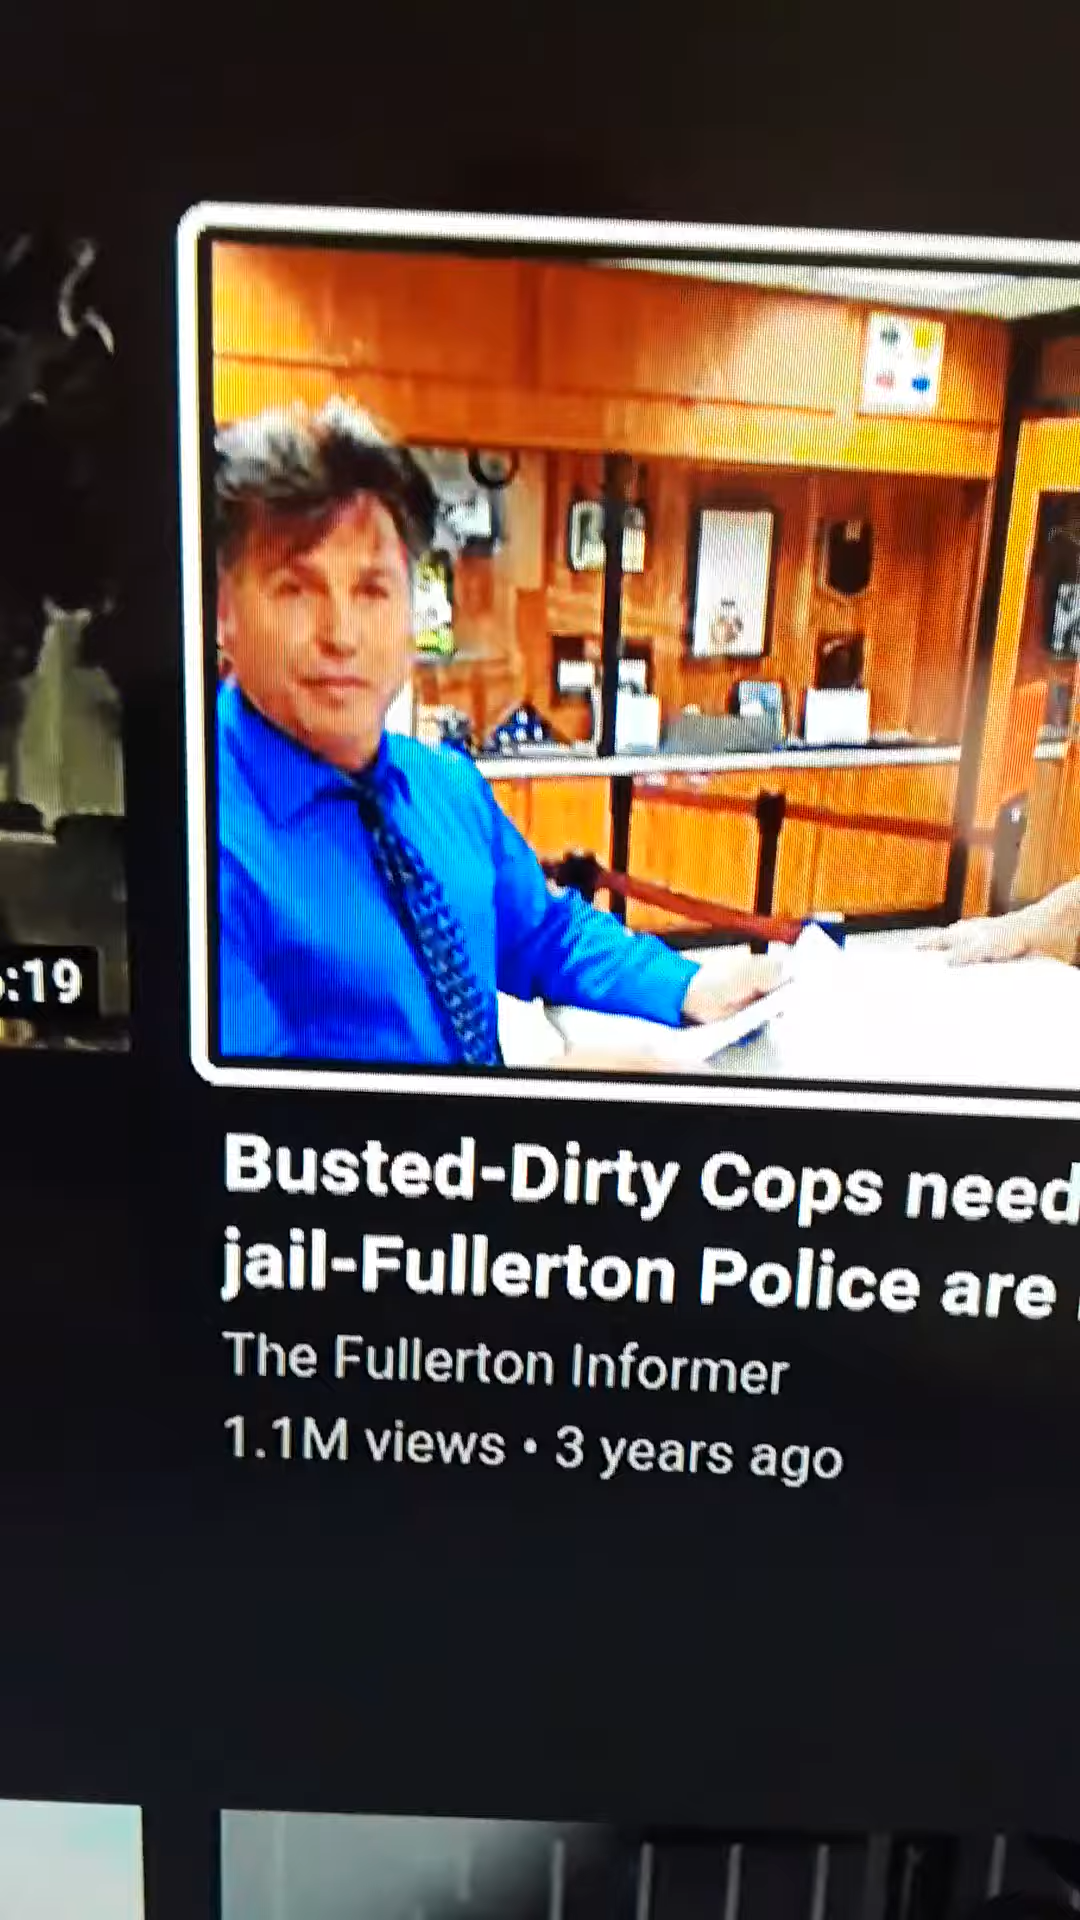 :19
Busted-Dirty Cops need
jail-Fullerton Police are
The Fullerton Informer
1.1M views • 3 years ago